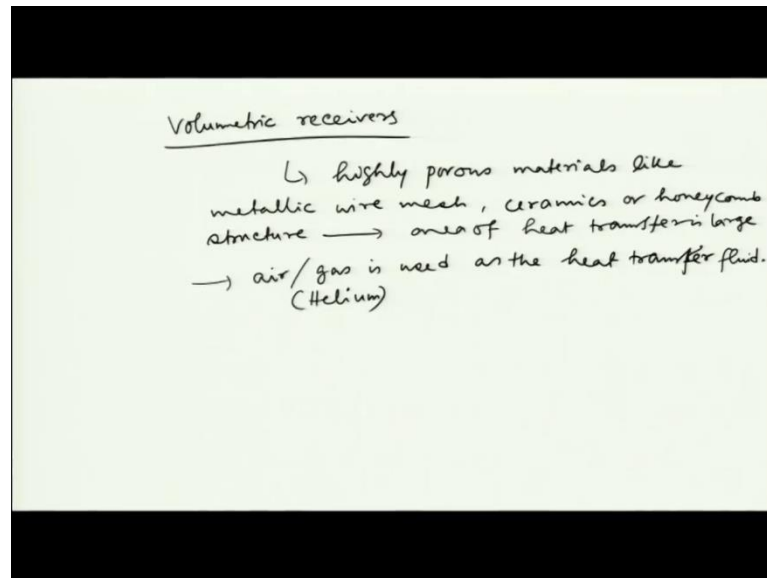 Volumetric receivers
↳ highly porous materials like
metallic wire mesh, ceramics or honeycomb
structure ⟶ area of heat transfer is large
⟶ air/gas is used as the heat transfer fluid.
(Helium)